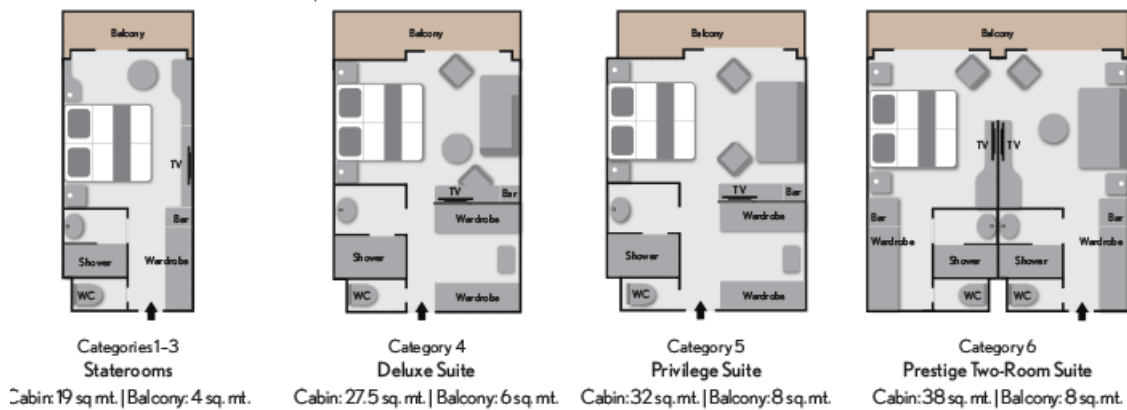 Balcony
TV
Bar
Shower
Wardrobe
WC
Categories 1–3
Staterooms
Cabin: 19 sq. mt. | Balcony: 4 sq. mt.
Balcony
TV
Bar
Wardrobe
Shower
WC
Wardrobe
Category 4
Deluxe Suite
Cabin: 27.5 sq. mt. | Balcony: 6 sq. mt.
Balcony
TV
Bar
Wardrobe
Shower
WC
Wardrobe
Category 5
Privilege Suite
Cabin: 32 sq. mt. | Balcony: 8 sq. mt.
Balcony
TV TV
Bar
Bar
Wardrobe
Wardrobe
Shower
Shower
WC
WC
Category 6
Prestige Two-Room Suite
Cabin: 38 sq. mt. | Balcony: 8 sq. mt.